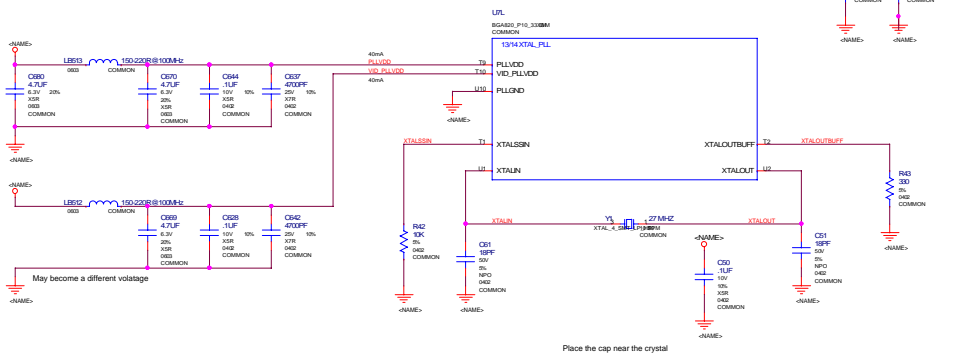 COMMON
COMMON
<NAME>
<NAME>
U7L
COMMON
13/14 XTAL_PLL
<NAME>
LB513
150-220R@100MHz
0603
COMMON
40mA
PLLVDD
VID_PLLVDD
40mA
T9
PLLVDD
T10
VID_PLLVDD
U10
PLLGND
<NAME>
C680
4.7UF
6.3V
20%
X5R
0603
COMMON
<NAME>
C670
4.7UF
6.3V
20%
X5R
0603
COMMON
C644
.1UF
10V
10%
X5R
0402
COMMON
C637
4700PF
25V
10%
X7R
0402
COMMON
XTALSSIN
T1
XTALSSIN
XTALOUTBUFF
T2
XTALOUTBUFF
U1
XTALIN
XTALOUT
U2
<NAME>
LB512
150-220R@100MHz
0603
COMMON
C669
4.7UF
6.3V
20%
X5R
0603
COMMON
C628
.1UF
10V
10%
X5R
0402
COMMON
C642
4700PF
25V
10%
X7R
0402
COMMON
<NAME>
May become a different volatage
R42
10K
5%
0402
COMMON
<NAME>
XTALIN
C61
18PF
50V
5%
NPO
0402
COMMON
<NAME>
Y1
27 MHZ
COMMON
XTALOUT
<NAME>
C50
.1UF
10V
10%
X5R
0402
COMMON
<NAME>
C51
18PF
50V
5%
NPO
0402
COMMON
<NAME>
R43
330
5%
0402
COMMON
<NAME>
Place the cap near the crystal